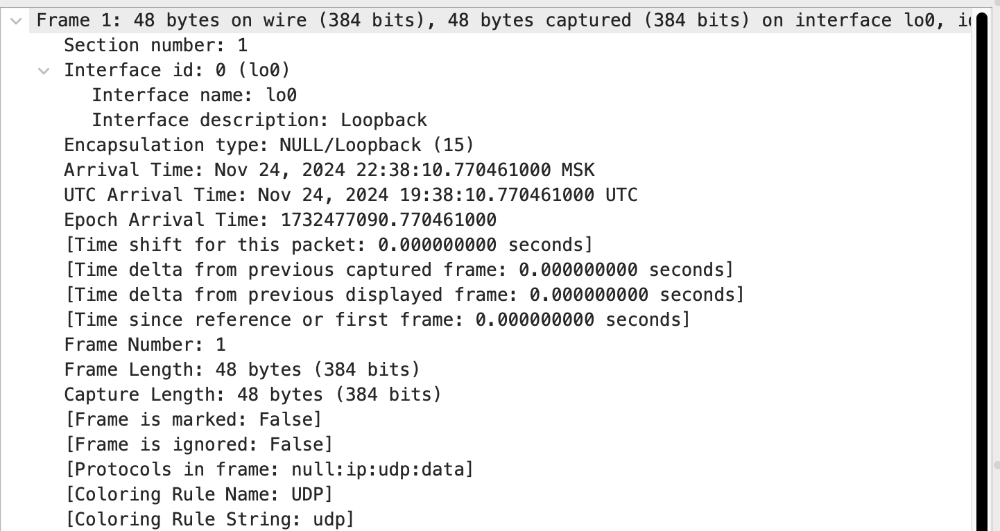 Frame 1: 48 bytes on wire (384 bits), 48 bytes captured (384 bits) on interface lo0,
Section number: 1
Interface id: 0 (lo0)
Interface name: lo0
Interface description: Loopback
Encapsulation type: NULL/Loopback (15)
Arrival Time: Nov 24, 2024 22:38:10.770461000 MSK
UTC Arrival Time: Nov 24, 2024 19:38:10.770461000 UTC
Epoch Arrival Time: 1732477090.770461000
[Time shift for this packet: 0.000000000 seconds]
[Time delta from previous captured frame: 0.000000000 seconds]
[Time delta from previous displayed frame: 0.000000000 seconds]
[Time since reference or first frame: 0.000000000 seconds]
Frame Number: 1
Frame Length: 48 bytes (384 bits)
Capture Length: 48 bytes (384 bits)
[Frame is marked: False]
[Frame is ignored: False]
[Protocols in frame: null:ip:udp:data]
[Coloring Rule Name: UDP]
[Coloring Rule String: udp]